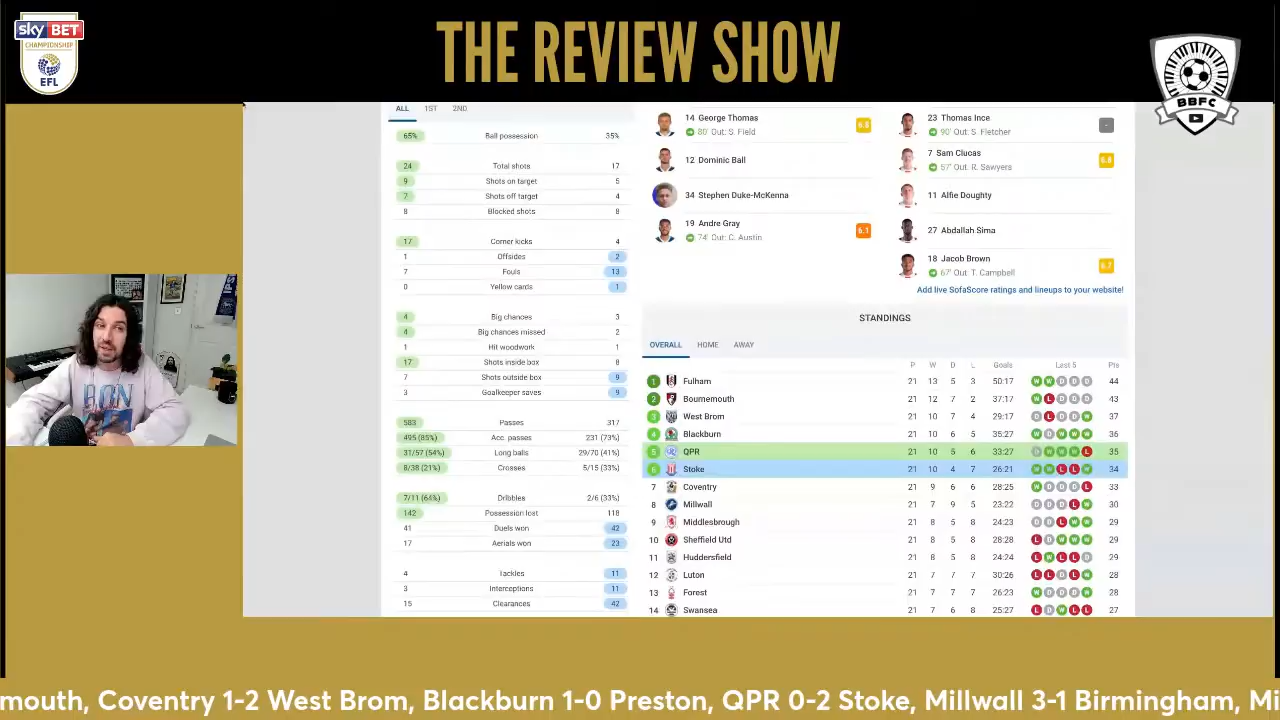 sky BET
CHAMPIONSHIP
EFL
THE REVIEW SHOW
BBFC
ALL 1ST 2ND
65% Ball possession 35%
24 Total shots 17
9 Shots on target 5
7 Shots off target 4
8 Blocked shots 8
17 Corner kicks 4
1 Offsides 2
7 Fouls 13
0 Yellow cards 1
4 Big chances 3
4 Big chances missed 2
1 Hit woodwork 1
17 Shots inside box 8
7 Shots outside box 9
3 Goalkeeper saves 9
583 Passes 317
495 (85%) Acc. passes 231 (73%)
31/57 (54%) Long balls 29/70 (41%)
8/38 (21%) Crosses 5/15 (33%)
7/11 (64%) Dribbles 2/6 (33%)
142 Possession lost 118
41 Duels won 42
17 Aerials won 23
4 Tackles 11
3 Interceptions 11
15 Clearances 42
14 George Thomas
80' Out: S. Field
12 Dominic Ball
34 Stephen Duke-McKenna
19 Andre Gray 6.1
74' Out: C. Austin
23 Thomas Ince -
90' Out: S. Fletcher
7 Sam Clucas 6.8
57' Out: R. Sawyers
11 Alfie Doughty
27 Abdallah Sima
18 Jacob Brown 6.7
67' Out: T. Campbell
Add live SofaScore ratings and lineups to your website!
STANDINGS
OVERALL HOME AWAY
P W D L Goals Last 5 Pts
1 Fulham 21 13 5 3 50:17 W W D D D 44
2 Bournemouth 21 12 7 2 37:17 W L D D D 43
3 West Brom 21 10 7 4 29:17 D L D D W 37
4 Blackburn 21 10 6 5 35:27 W D W W W 36
5 QPR 21 10 5 6 33:27 D W W W L 35
6 Stoke 21 10 4 7 26:21 W W L L W 34
7 Coventry 21 9 6 6 28:25 W D D D L 33
8 Millwall 21 7 9 5 23:22 D D D L W 30
9 Middlesbrough 21 8 5 8 24:23 D D L W W 29
10 Sheffield Utd 21 8 5 8 28:28 L D W W W 29
11 Huddersfield 21 8 5 8 24:24 L W L L D 29
12 Luton 21 7 7 7 30:26 L L D L W 28
13 Forest 21 7 7 7 26:23 W D D D W 28
14 Swansea 21 7 6 8 25:27 L D W L L 27
mouth, Coventry 1-2 West Brom, Blackburn 1-0 Preston, QPR 0-2 Stoke, Millwall 3-1 Birmingham, Mi